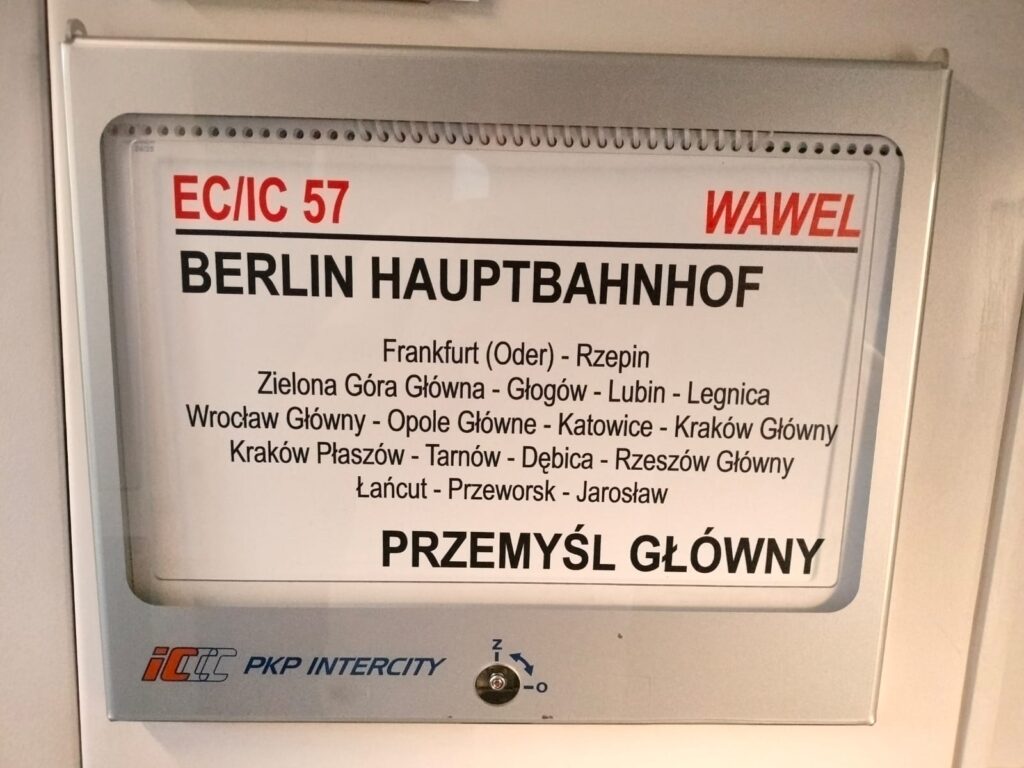 EC/IC 57 WAWEL
BERLIN HAUPTBAHNHOF
Frankfurt (Oder) - Rzepin
Zielona Góra Główna - Głogów - Lubin - Legnica
Wrocław Główny - Opole Główne - Katowice - Kraków Główny
Kraków Płaszów - Tarnów - Dębica - Rzeszów Główny
Łańcut - Przeworsk - Jarosław
PRZEMYŚL GŁÓWNY
iC PKP INTERCITY
Z
O